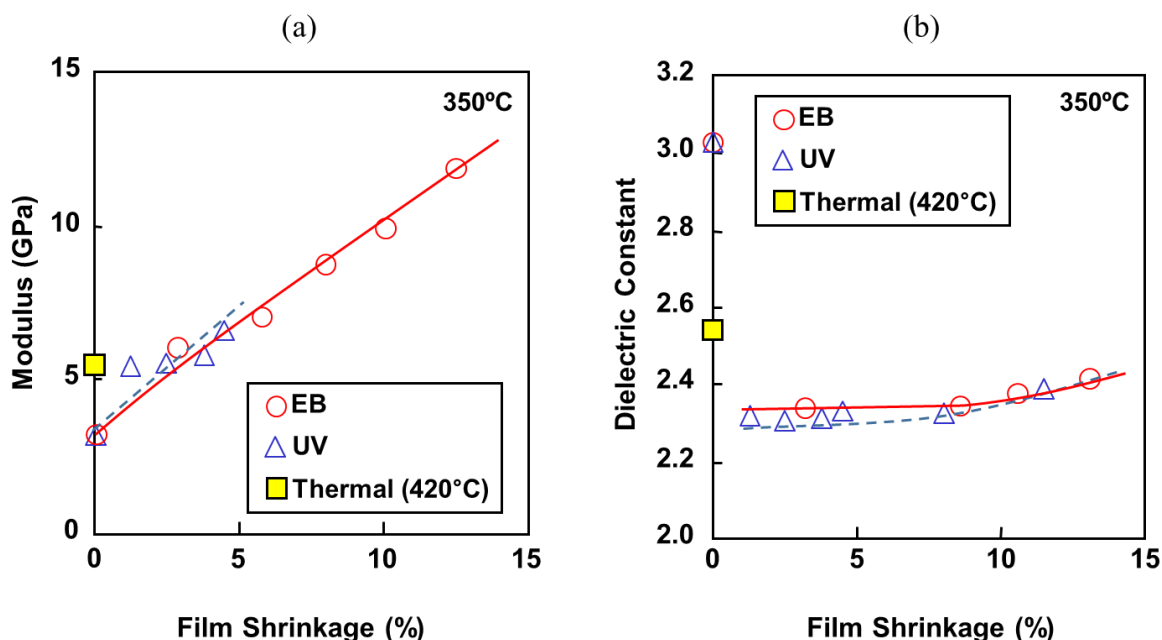 (a)
15
10
5
0
0
5
10
15
350ºC
Modulus (GPa)
Film Shrinkage (%)
EB
UV
Thermal (420°C)
(b)
3.2
3.0
2.8
2.6
2.4
2.2
2.0
0
5
10
15
350ºC
Dielectric Constant
Film Shrinkage (%)
EB
UV
Thermal (420°C)